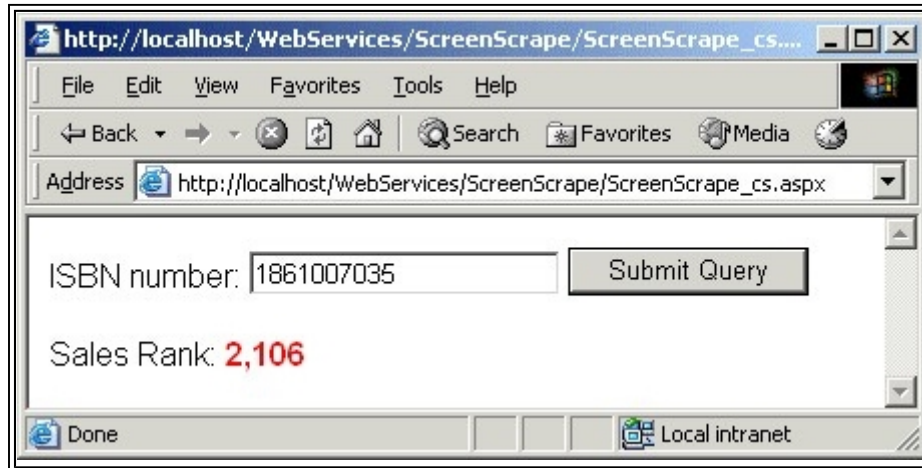 http://localhost/WebServices/ScreenScrape/ScreenScrape_cs....
File Edit View Favorites Tools Help
Back Search Favorites Media
Address http://localhost/WebServices/ScreenScrape/ScreenScrape_cs.aspx
ISBN number: 1861007035 Submit Query
Sales Rank: 2,106
Done Local intranet